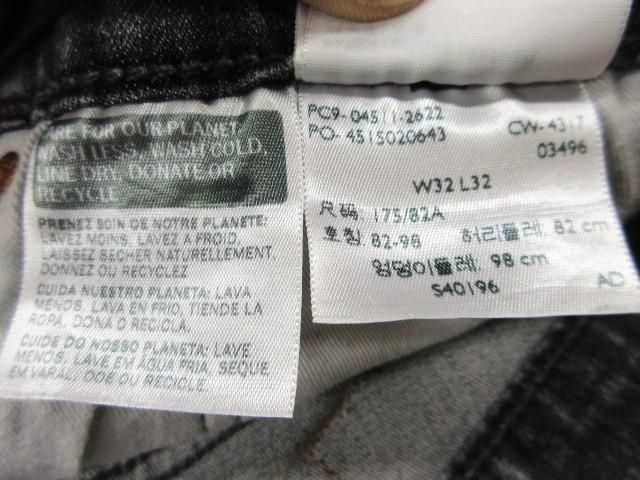 CARE FOR OUR PLANET:
WASH LESS, WASH COLD,
LINE DRY, DONATE OR
RECYCLE
PRENEZ SOIN DE NOTRE PLANETE:
LAVEZ MOINS, LAVEZ A FROID,
LAISSEZ SECHER NATURELLEMENT,
DONNEZ OU RECYCLEZ
CUIDA NUESTRO PLANETA: LAVA
MENOS, LAVA EN FRIO, TIENDE LA
ROPA, DONA O RECICLA.
CUIDE DO NOSSO PLANETA: LAVE
MENOS, LAVE EM ÁGUA FRIA, SEQUE
EM VARAL, DOE OU RECICLE.
PC9-04511-2622
PO-4515020643 CW-4317
03496
W32 L32
尺码 175/82A
호칭 82-98 허리둘레 82 cm
엉덩이둘레: 98 cm
S40196 AD